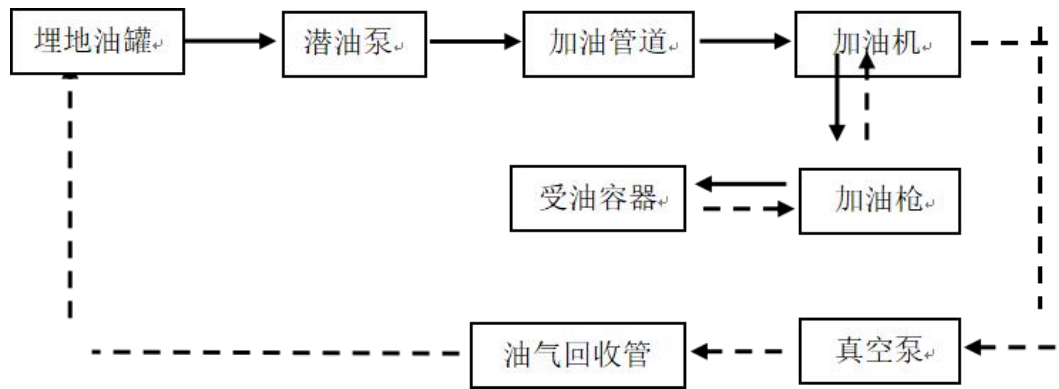 埋地油罐
潜油泵
加油管道
加油机
受油容器
加油枪
油气回收管
真空泵